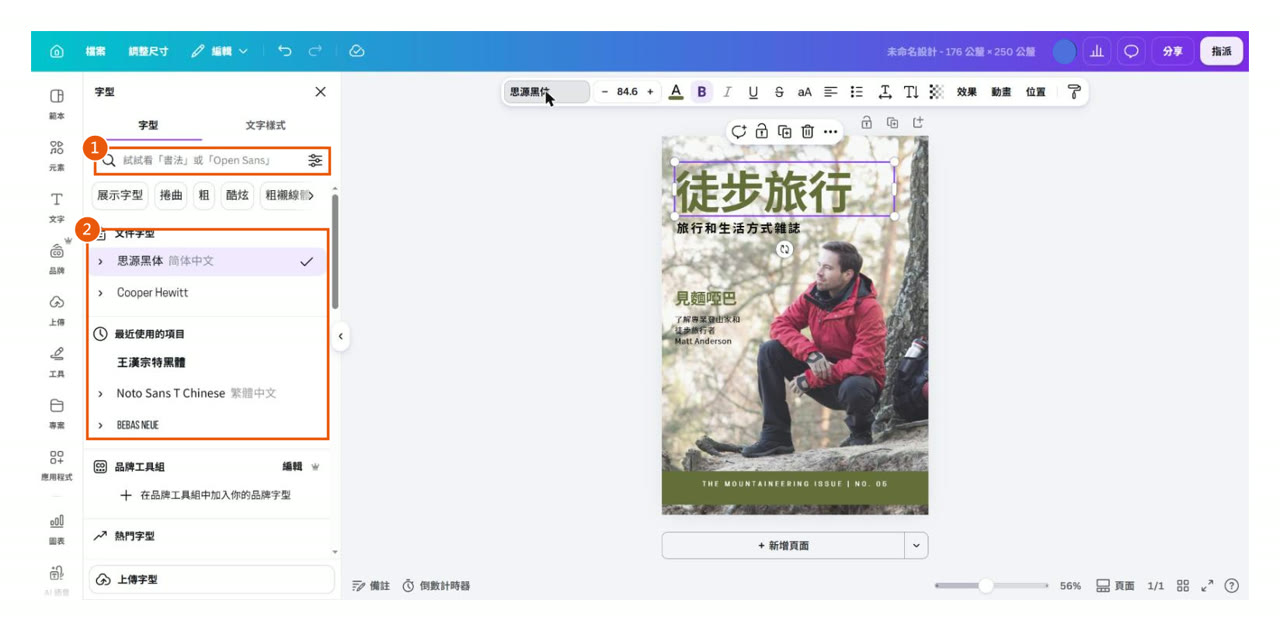 檔案 調整尺寸 編輯 未命名設計 - 176 公釐 × 250 公釐 分享 指派
範本
元素
文字
品牌
上傳
工具
專案
應用程式
圖表
AI 語音
字型
字型 文字樣式
1
試試看「書法」或「Open Sans」
展示字型 捲曲 粗 酷炫 粗襯線體
2
文件字型
思源黑体 简体中文
Cooper Hewitt
最近使用的項目
王漢宗特黑體
Noto Sans T Chinese 繁體中文
BEBAS NEUE
品牌工具組 編輯
在品牌工具組中加入你的品牌字型
熱門字型
上傳字型
思源黑体 - 84.6 + A B I U S aA 效果 動畫 位置
徒步旅行
旅行和生活方式雜誌
見麵啞巴
了解專業登山家和
徒步旅行者
Matt Anderson
THE MOUNTAINEERING ISSUE | NO. 05
+ 新增頁面
備註 倒數計時器 56% 頁面 1/1